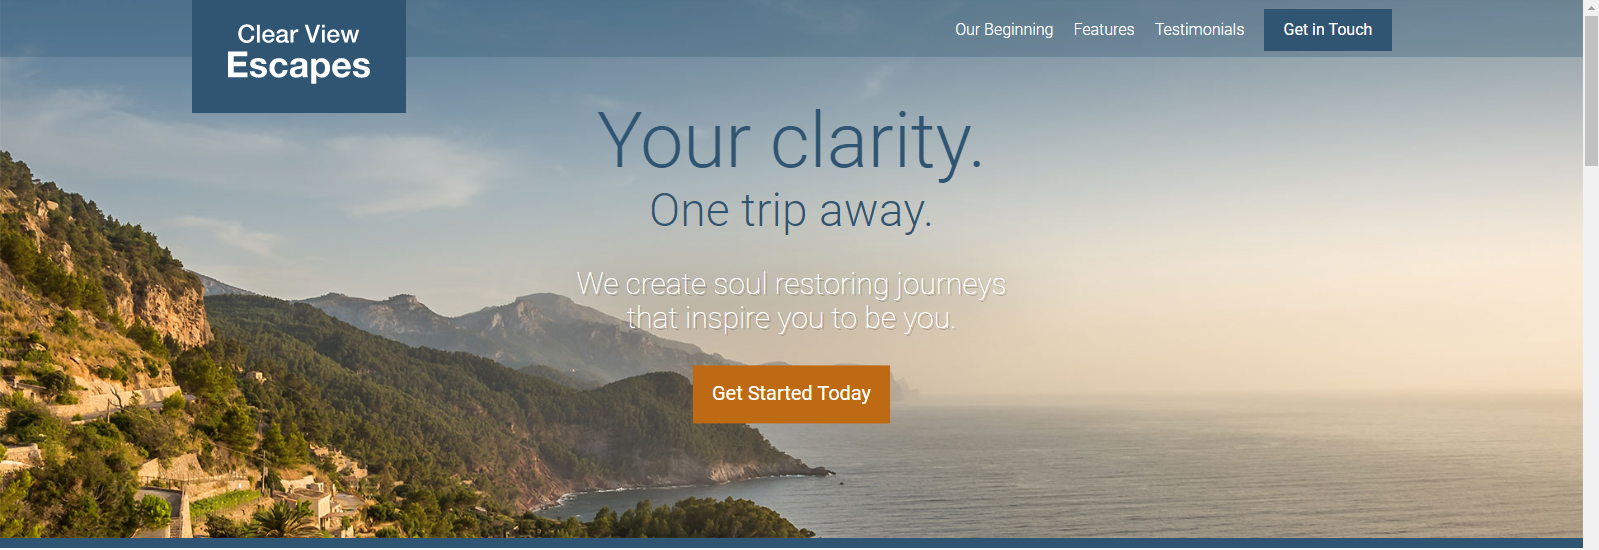 Clear View
Escapes
Our Beginning
Features
Testimonials
Get in Touch
Your clarity.
One trip away.
We create soul restoring journeys
that inspire you to be you.
Get Started Today